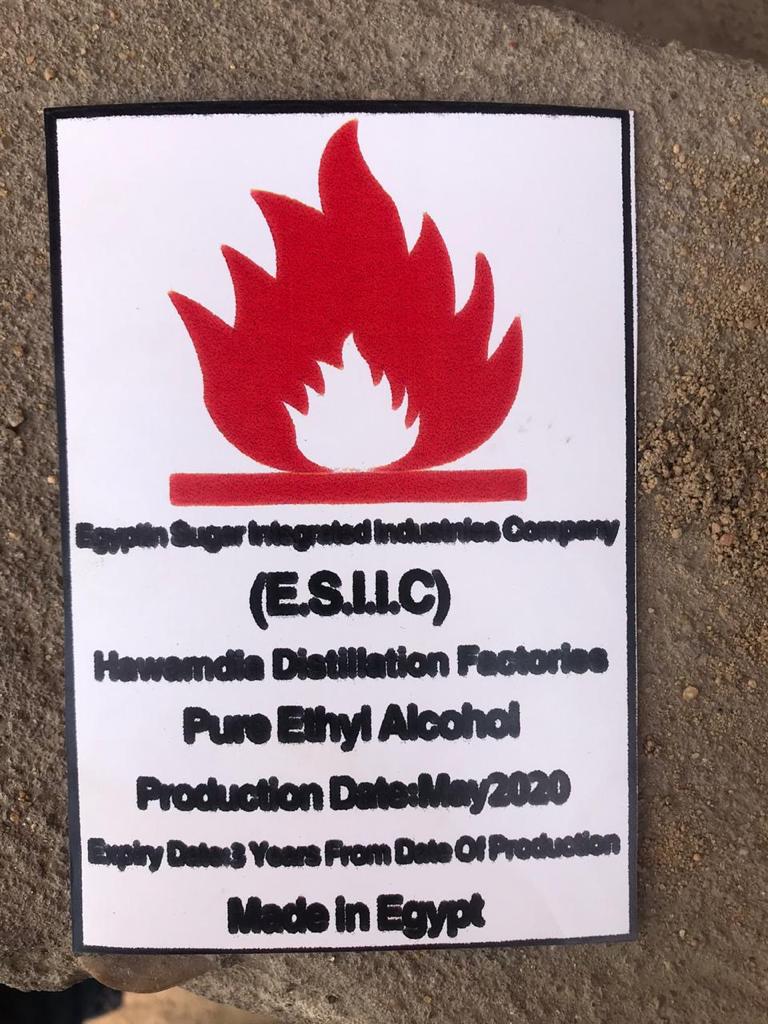 Egyptin Sugar Integrated Industries Company
(E.S.I.I.C)
Hawamdia Distillation Factories
Pure Ethyl Alcohol
Production Date:May2020
Expiry Date:3 Years From Date Of Production
Made in Egypt